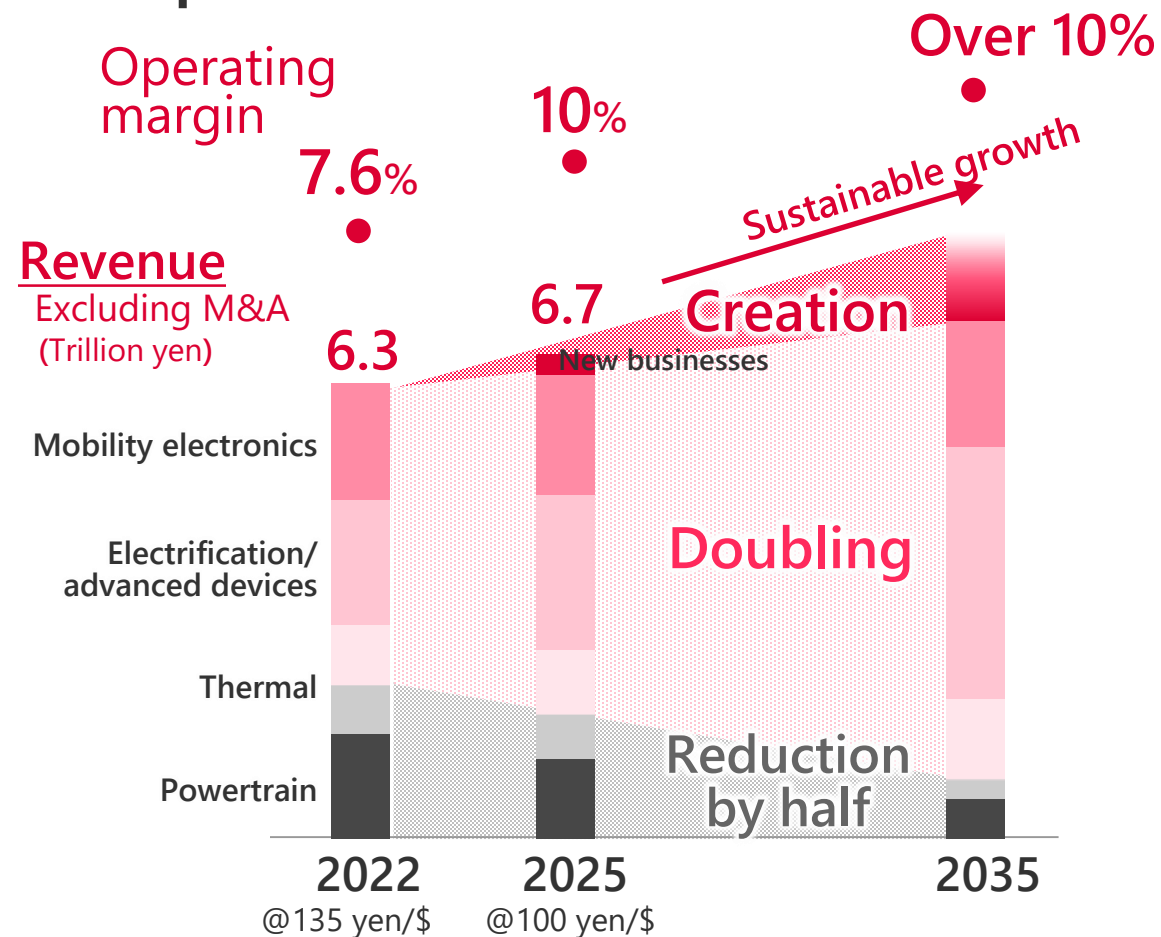 Over 10%
Operating
margin
10%
7.6%
Sustainable growth
Revenue
Excluding M&A
(Trillion yen)
6.3
6.7
Creation
New businesses
Mobility electronics
Electrification/
advanced devices
Doubling
Thermal
Reduction
by half
Powertrain
2022
2025
2035
@135 yen/$
@100 yen/$